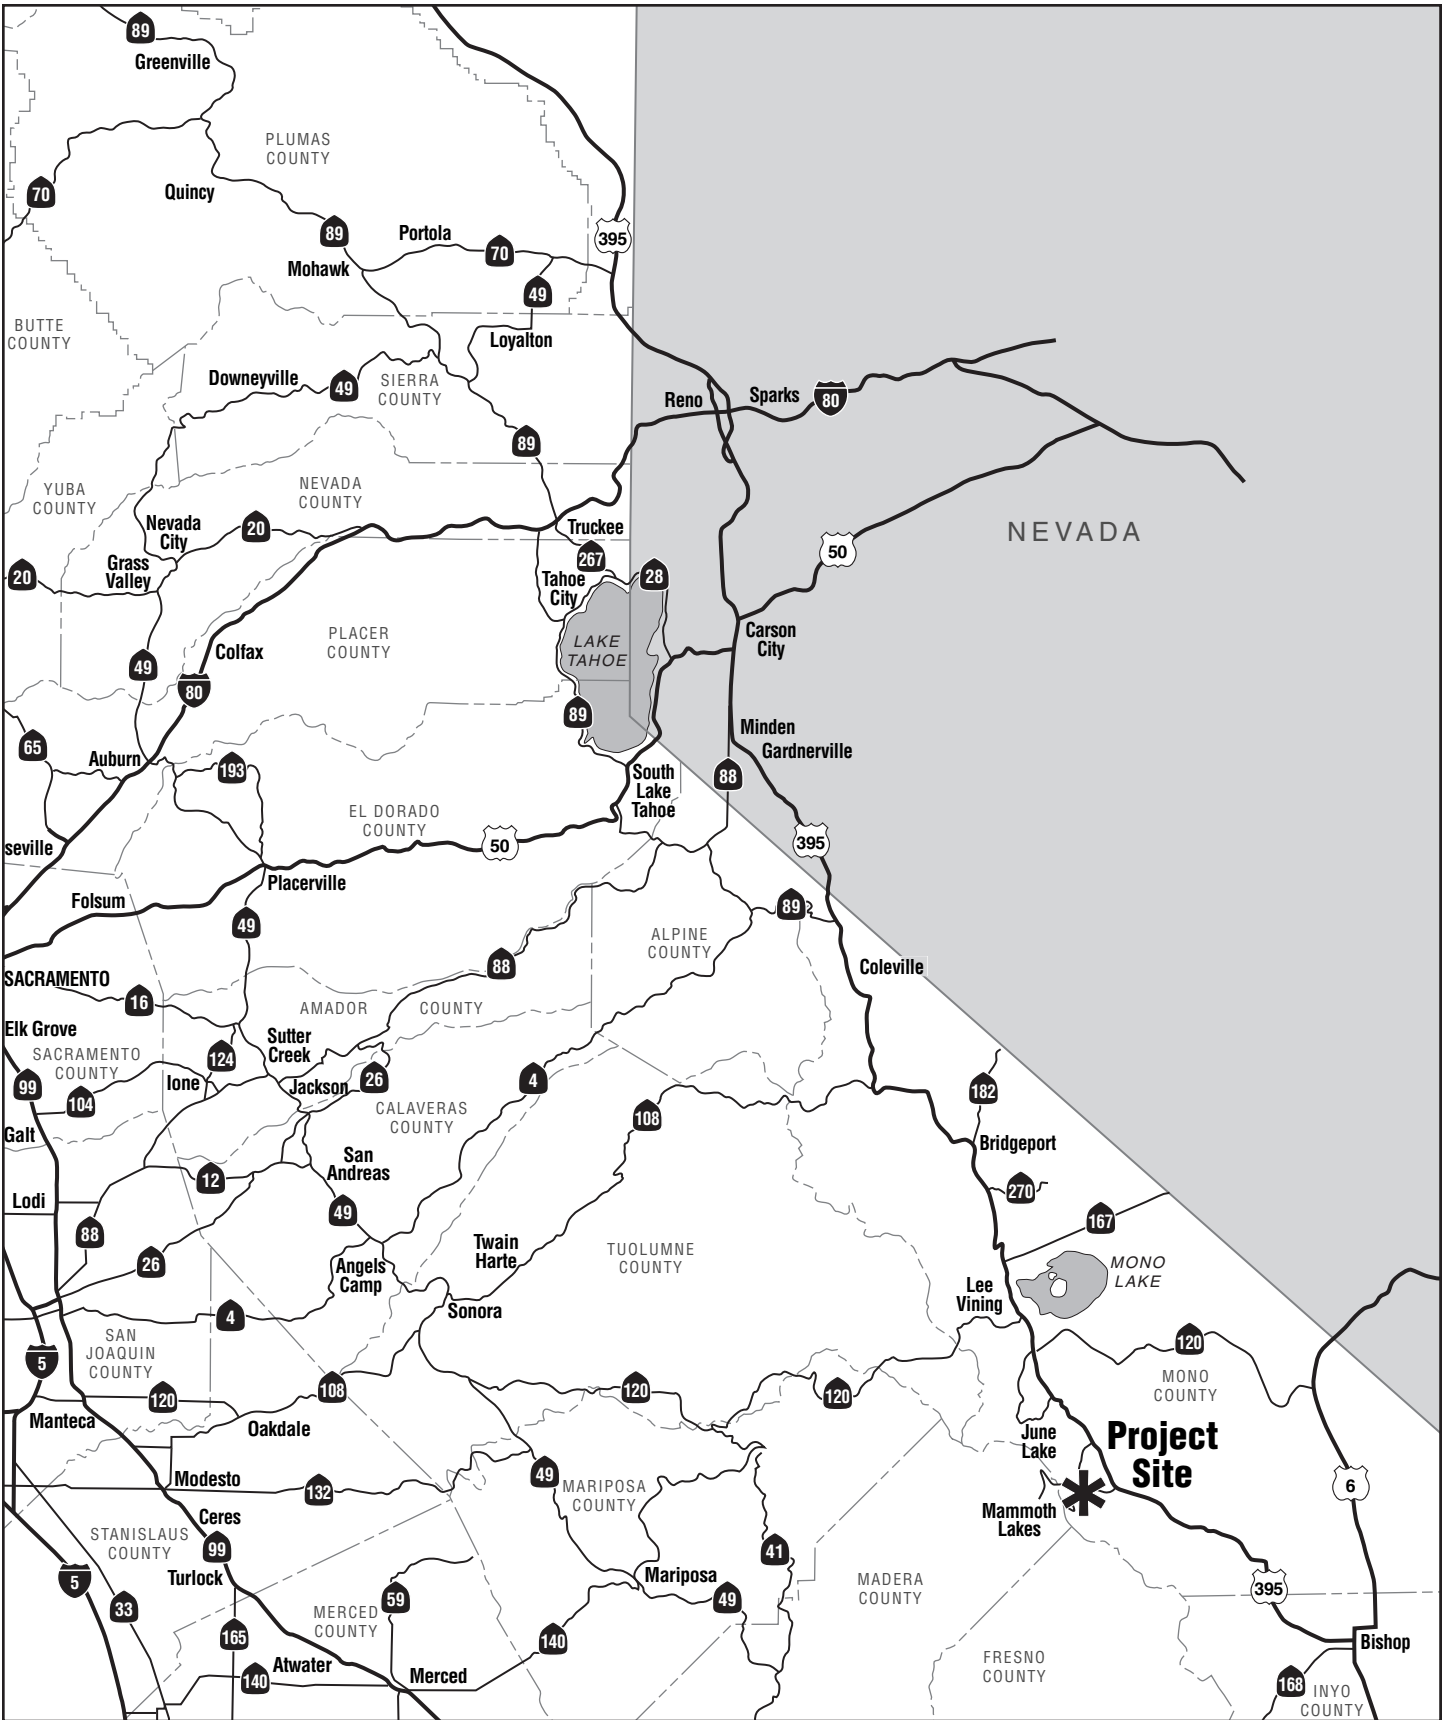 89
Greenville
PLUMAS
COUNTY
70
Quincy
89
Portola
70
395
Mohawk
49
BUTTE
COUNTY
Loyalton
Downeyville
49
SIERRA
COUNTY
Reno
Sparks
80
89
YUBA
COUNTY
NEVADA
COUNTY
Nevada
City
20
Truckee
NEVADA
50
267
28
20
Grass
Valley
Tahoe
City
LAKE
TAHOE
Carson
City
PLACER
COUNTY
Colfax
49
80
89
65
Minden
Gardnerville
Auburn
193
88
South
Lake
Tahoe
EL DORADO
COUNTY
50
395
seville
Placerville
Folsum
49
89
ALPINE
COUNTY
88
Coleville
SACRAMENTO
16
AMADOR
COUNTY
Elk Grove
SACRAMENTO
COUNTY
Sutter
Creek
124
99
104
Ione
Jackson
26
4
182
CALAVERAS
COUNTY
108
Galt
Bridgeport
San
Andreas
12
270
Lodi
49
88
167
26
Twain
Harte
TUOLUMNE
COUNTY
Angels
Camp
MONO
LAKE
Lee
Vining
Sonora
4
SAN
JOAQUIN
COUNTY
5
120
MONO
COUNTY
120
108
120
120
Manteca
Oakdale
June
Lake
Project
Site
Modesto
132
49
MARIPOSA
COUNTY
6
Mammoth
Lakes
Ceres
STANISLAUS
COUNTY
99
41
5
Turlock
Mariposa
49
395
MADERA
COUNTY
33
59
MERCED
COUNTY
165
140
Bishop
Atwater
140
Merced
FRESNO
COUNTY
168
INYO
COUNTY